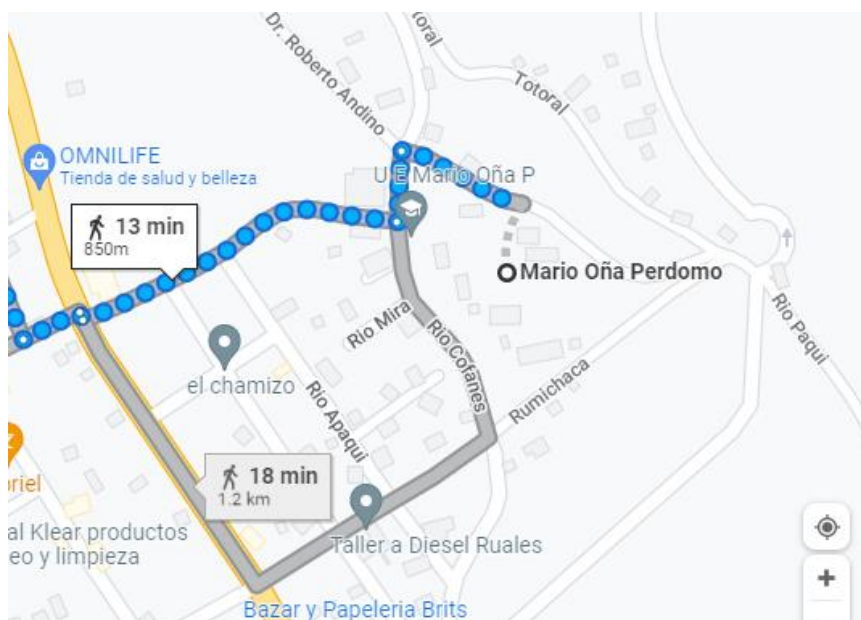 Totoral
Dr. Roberto Andino
OMNILIFE
Tienda de salud y belleza
U E Mario Oña P
13 min
850m
Mario Oña Perdomo
Rio Paqui
Rio Mira
Rio Cofanes
el chamizo
Rio Apaqui
Rumichaca
riel
18 min
1.2 km
al Klear productos
eo y limpieza
Taller a Diesel Ruales
Bazar y Papeleria Brits
+